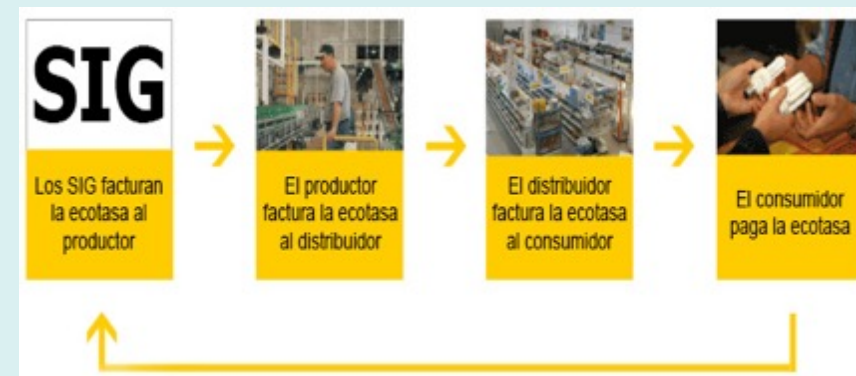 SIG
Los SIG facturan
la ecotasa al
productor
El productor
factura la ecotasa
al distribuidor
El distribuidor
factura la ecotasa
al consumidor
El consumidor
paga la ecotasa